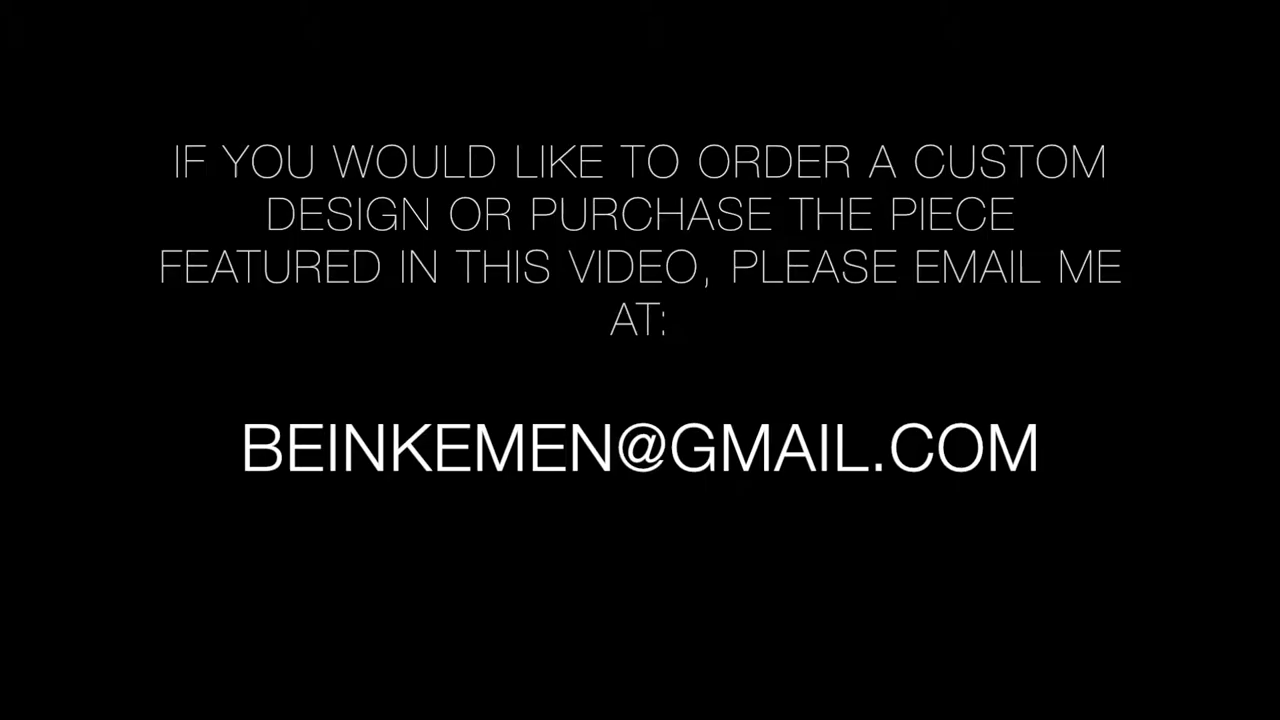 IF YOU WOULD LIKE TO ORDER A CUSTOM
DESIGN OR PURCHASE THE PIECE
FEATURED IN THIS VIDEO, PLEASE EMAIL ME
AT:
BEINKEMEN@GMAIL.COM